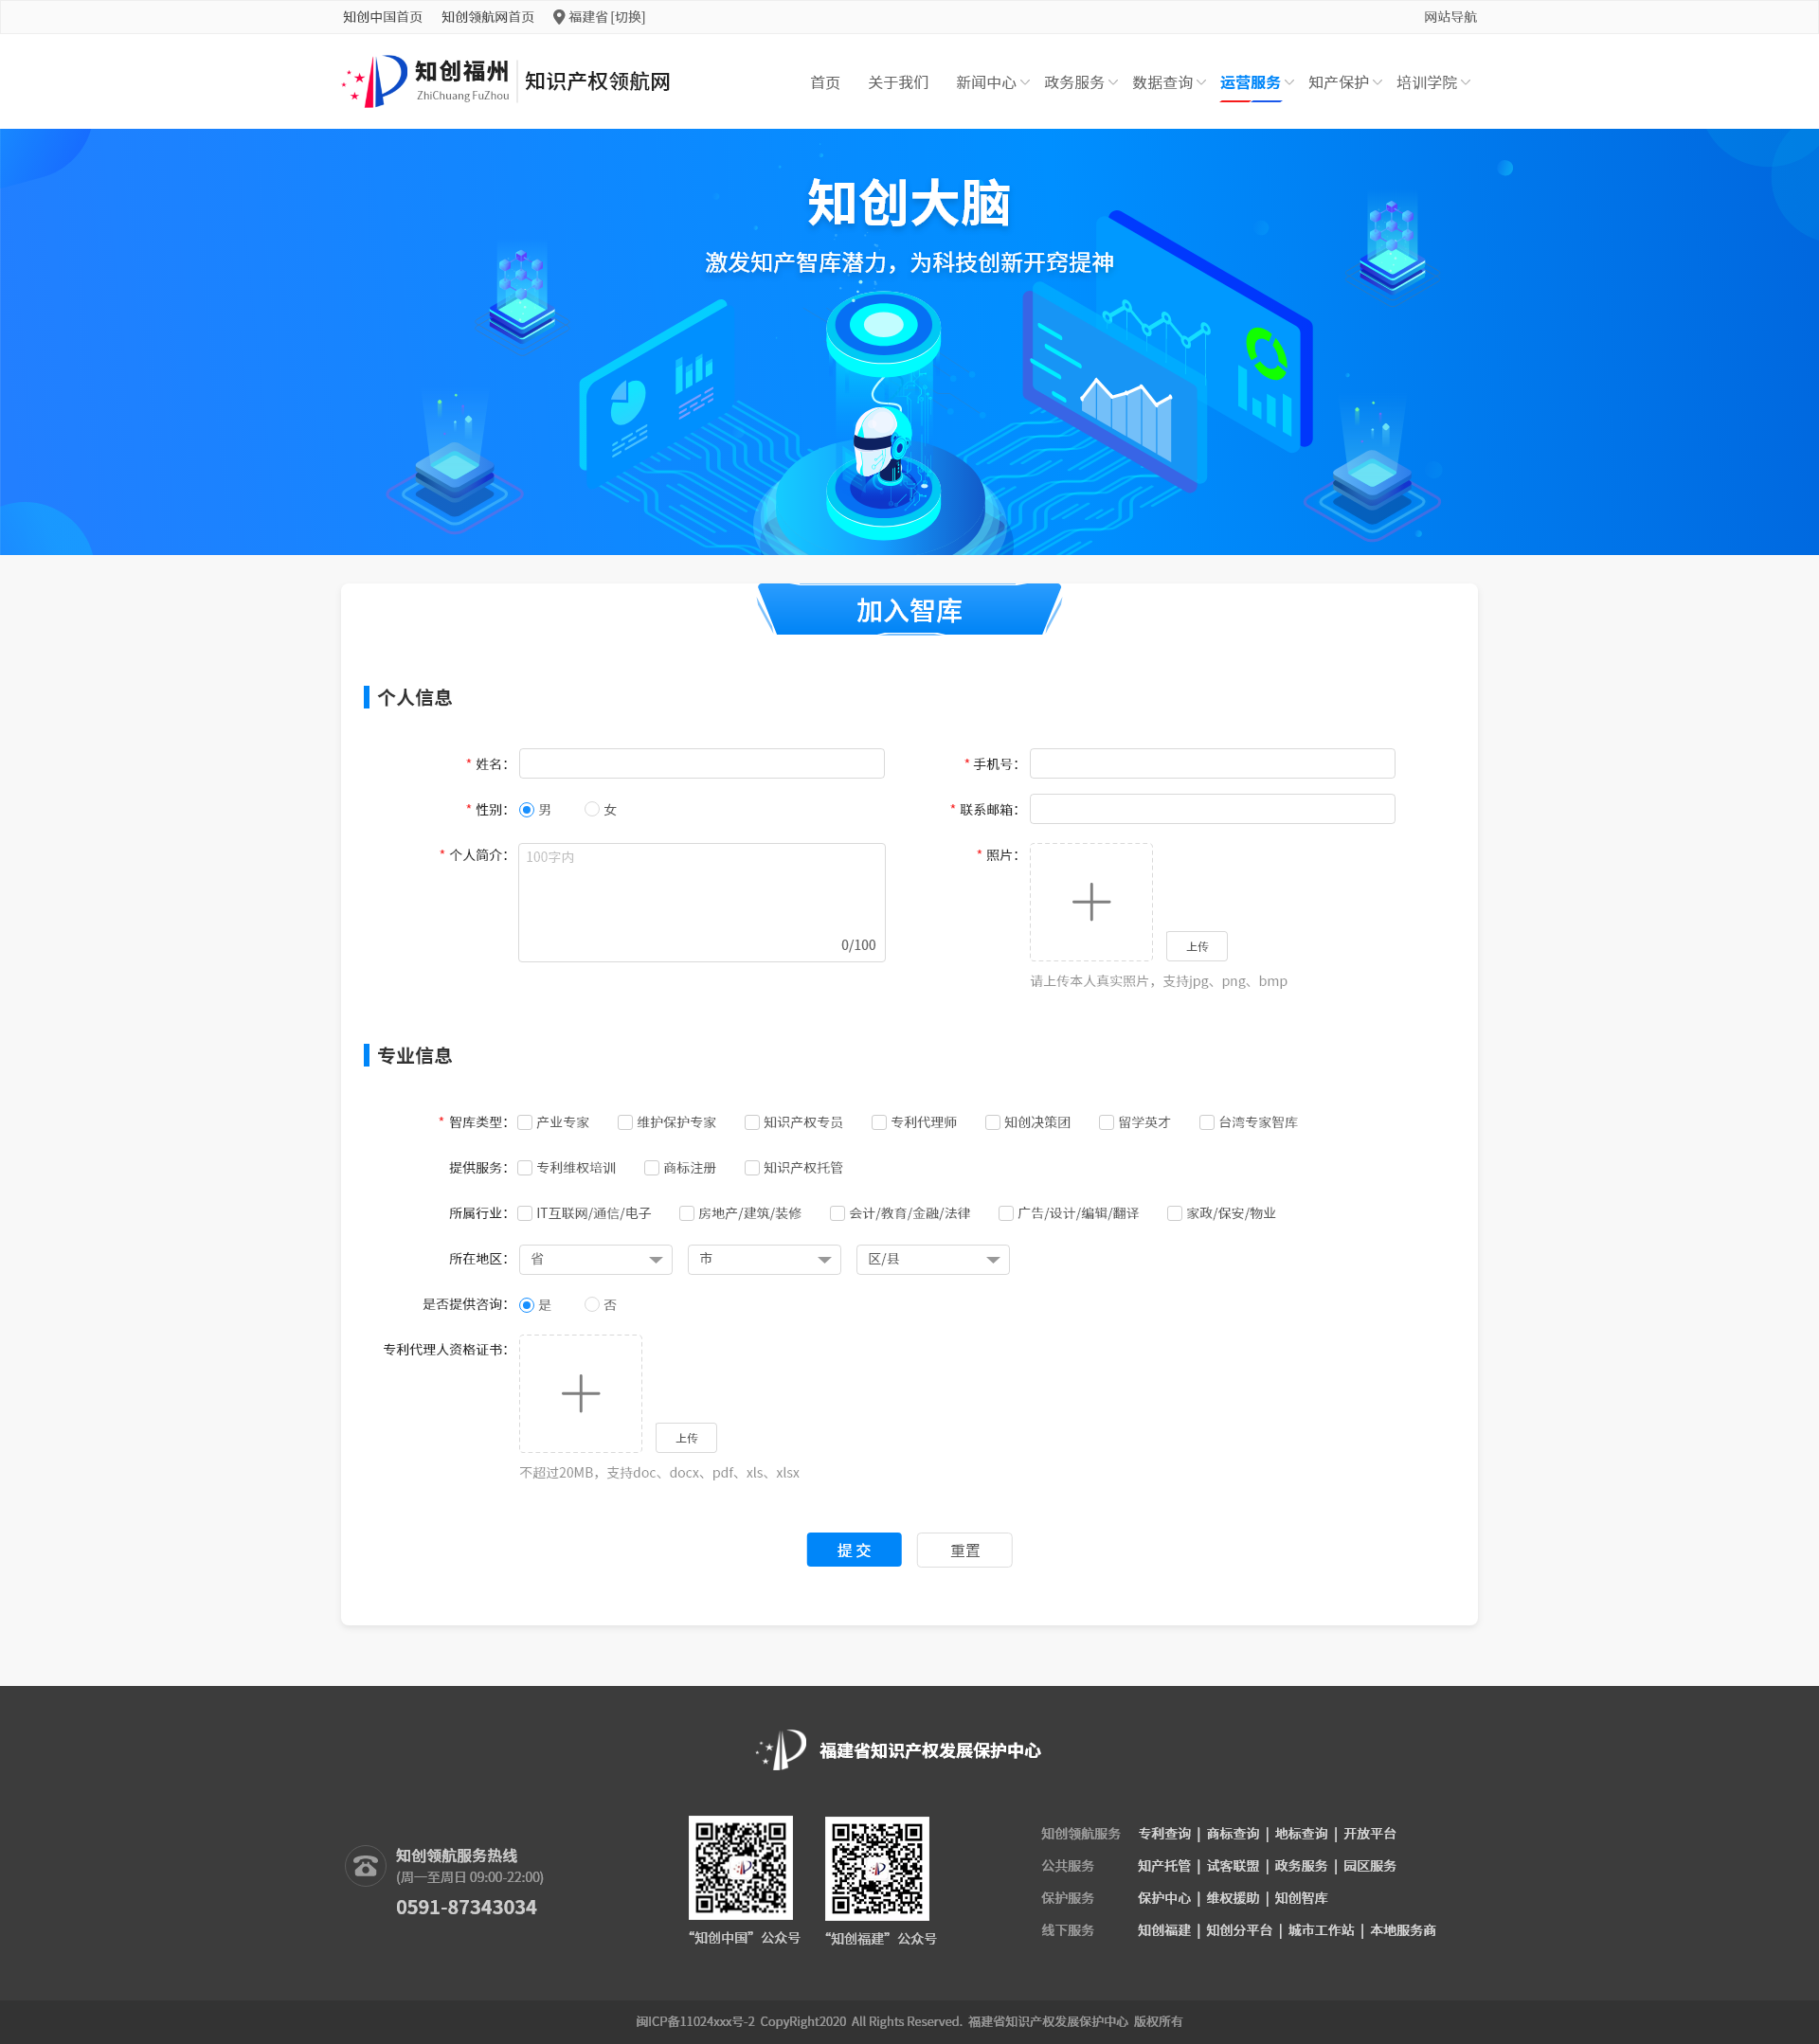 知创中国首页 知创领航网首页 福建省 [切换] 网站导航
知创福州 ZhiChuang FuZhou 知识产权领航网
首页 关于我们 新闻中心 政务服务 数据查询 运营服务 知产保护 培训学院
知创大脑
激发知产智库潜力，为科技创新开窍提神
加入智库
个人信息
* 姓名： * 手机号：
* 性别： 男 女 * 联系邮箱：
* 个人简介： 100字内 * 照片：
0/100 上传
请上传本人真实照片，支持jpg、png、bmp
专业信息
* 智库类型： 产业专家 维护保护专家 知识产权专员 专利代理师 知创决策团 留学英才 台湾专家智库
提供服务： 专利维权培训 商标注册 知识产权托管
所属行业： IT互联网/通信/电子 房地产/建筑/装修 会计/教育/金融/法律 广告/设计/编辑/翻译 家政/保安/物业
所在地区： 省 市 区/县
是否提供咨询： 是 否
专利代理人资格证书：
上传
不超过20MB，支持doc、docx、pdf、xls、xlsx
提 交 重置
福建省知识产权发展保护中心
知创领航服务热线
(周一至周日 09:00-22:00)
0591-87343034
“知创中国”公众号 “知创福建”公众号
知创领航服务 专利查询 | 商标查询 | 地标查询 | 开放平台
公共服务 知产托管 | 试客联盟 | 政务服务 | 园区服务
保护服务 保护中心 | 维权援助 | 知创智库
线下服务 知创福建 | 知创分平台 | 城市工作站 | 本地服务商
闽ICP备11024xxx号-2 CopyRight2020 All Rights Reserved. 福建省知识产权发展保护中心 版权所有